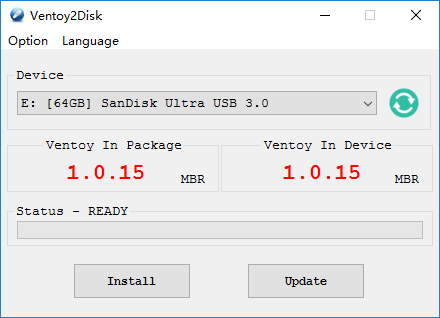 Ventoy2Disk
Option Language
Device
E: [64GB] SanDisk Ultra USB 3.0
Ventoy In Package Ventoy In Device
1.0.15 MBR 1.0.15 MBR
Status - READY
Install Update